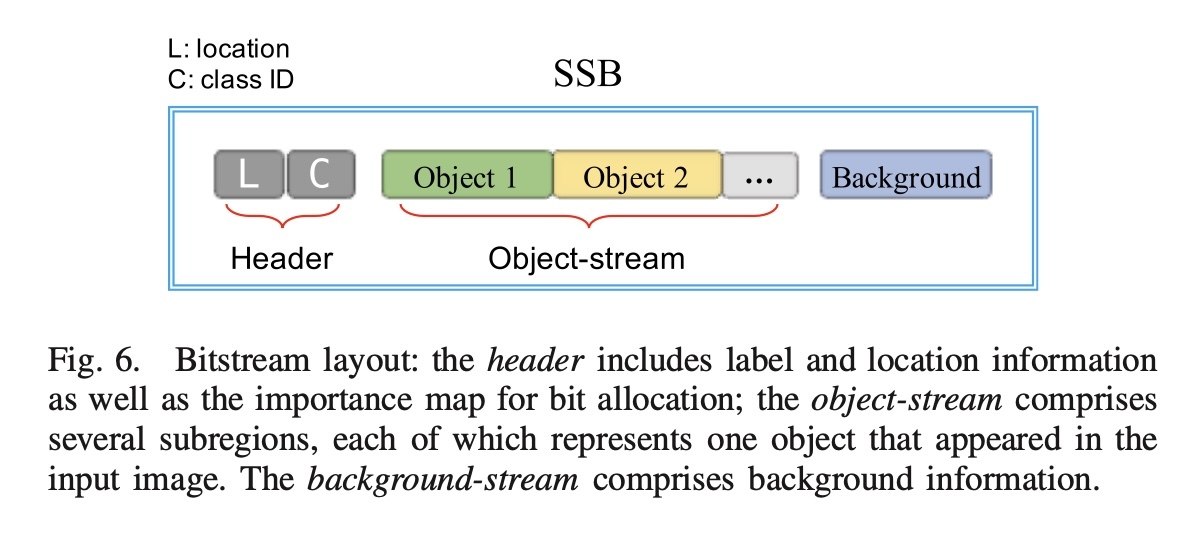 L: location
C: class ID
SSB
L C Object 1 Object 2 ... Background
Header Object-stream
Fig. 6. Bitstream layout: the header includes label and location information
as well as the importance map for bit allocation; the object-stream comprises
several subregions, each of which represents one object that appeared in the
input image. The background-stream comprises background information.